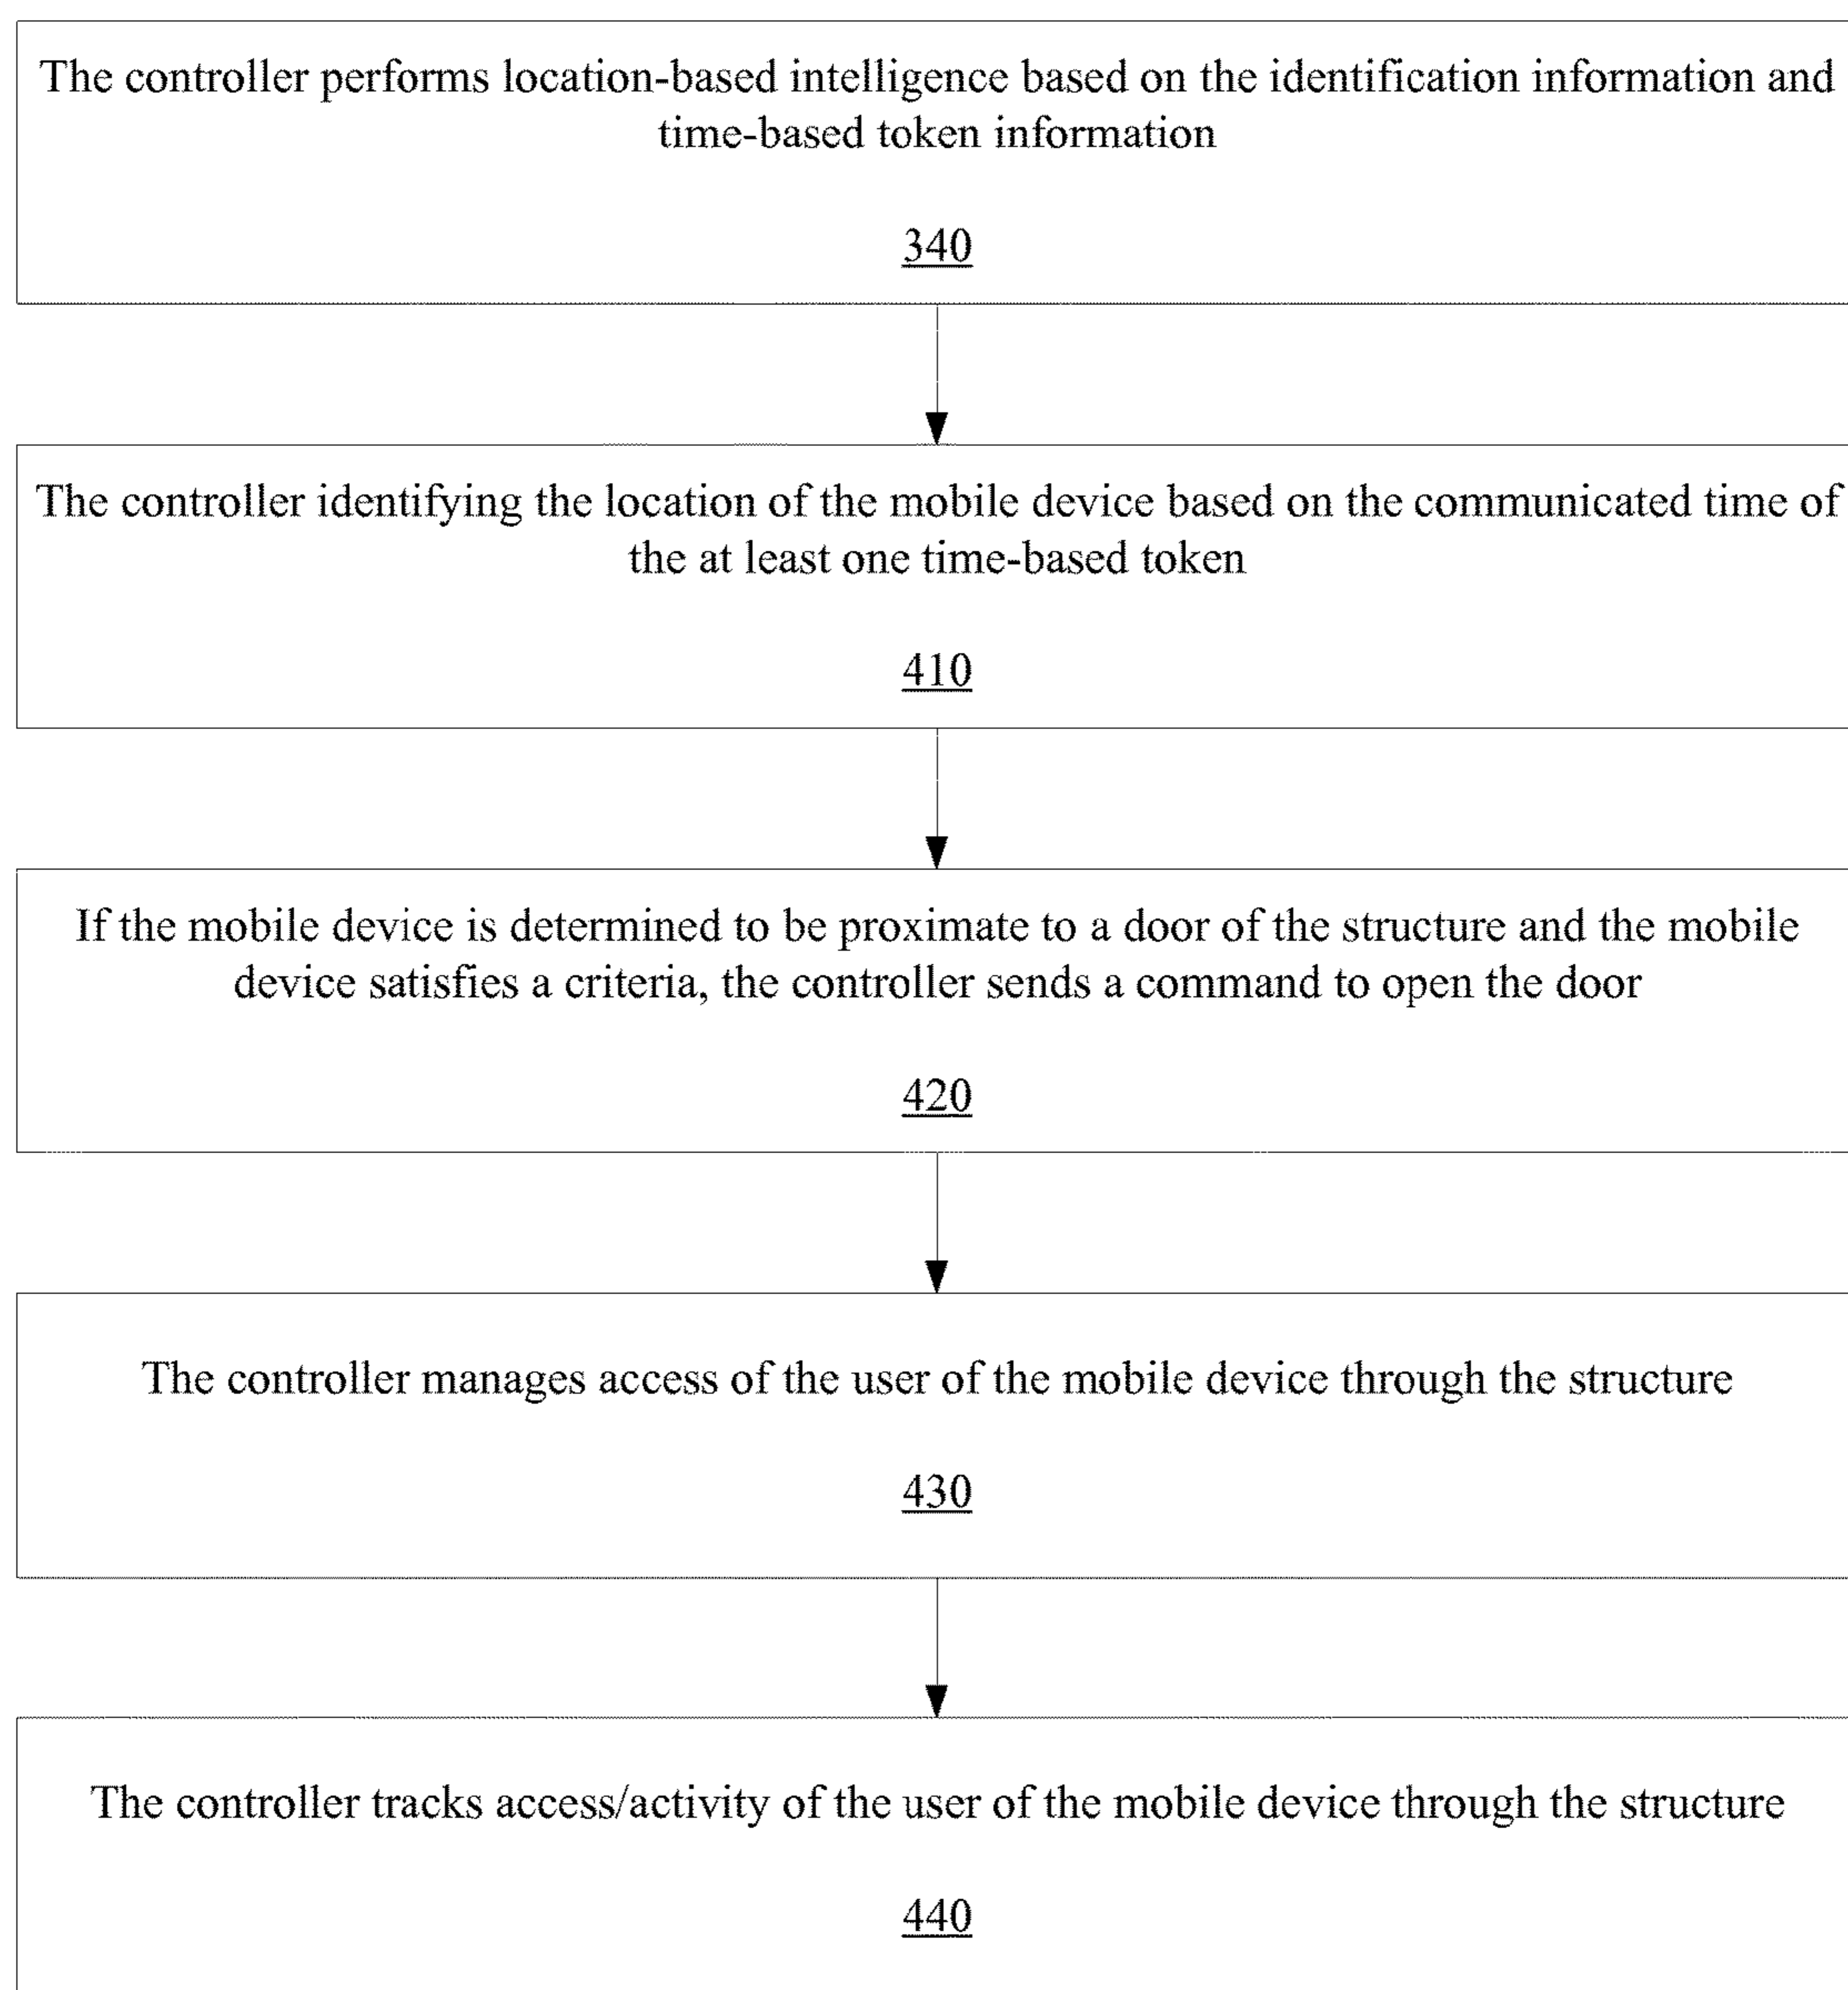 The controller performs location-based intelligence based on the identification information and
time-based token information
340
The controller identifying the location of the mobile device based on the communicated time of
the at least one time-based token
410
If the mobile device is determined to be proximate to a door of the structure and the mobile
device satisfies a criteria, the controller sends a command to open the door
420
The controller manages access of the user of the mobile device through the structure
430
The controller tracks access/activity of the user of the mobile device through the structure
440